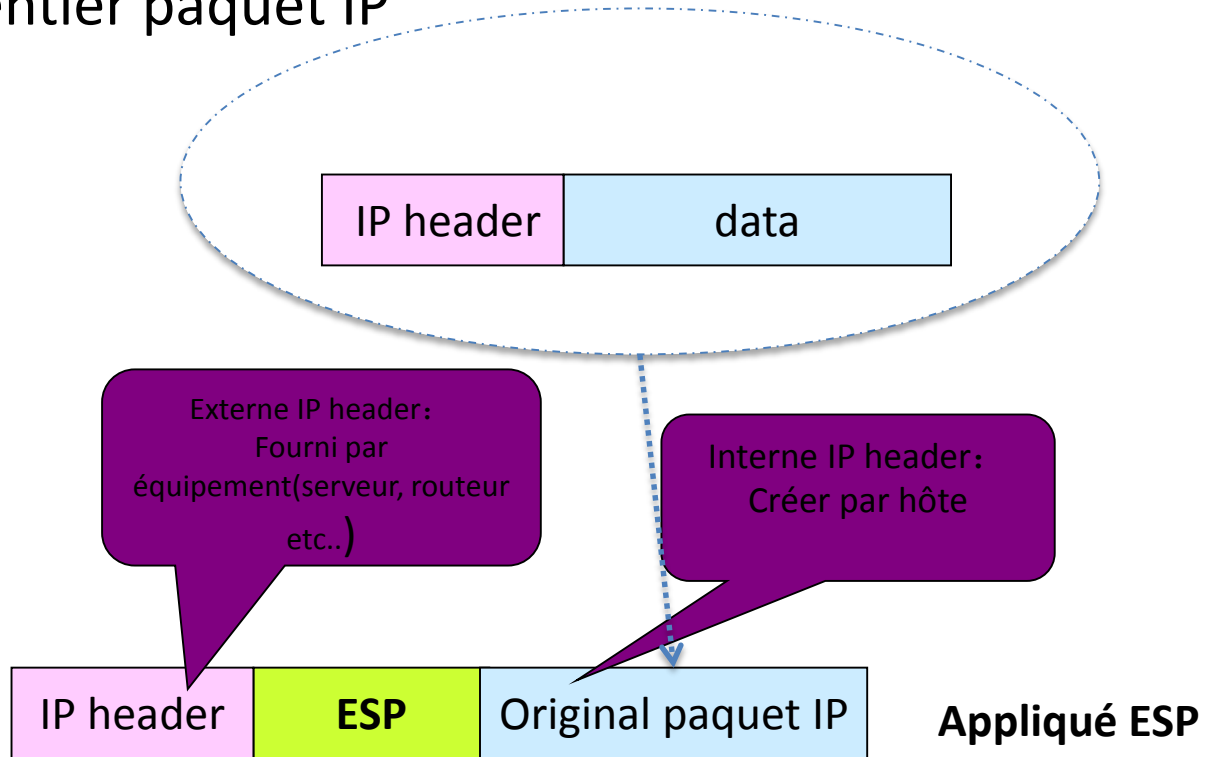 entier paquet IP
IP header
data
Externe IP header：
Fourni par
équipement(serveur, routeur
etc..)
Interne IP header：
Créer par hôte
IP header
ESP
Original paquet IP
Appliqué ESP